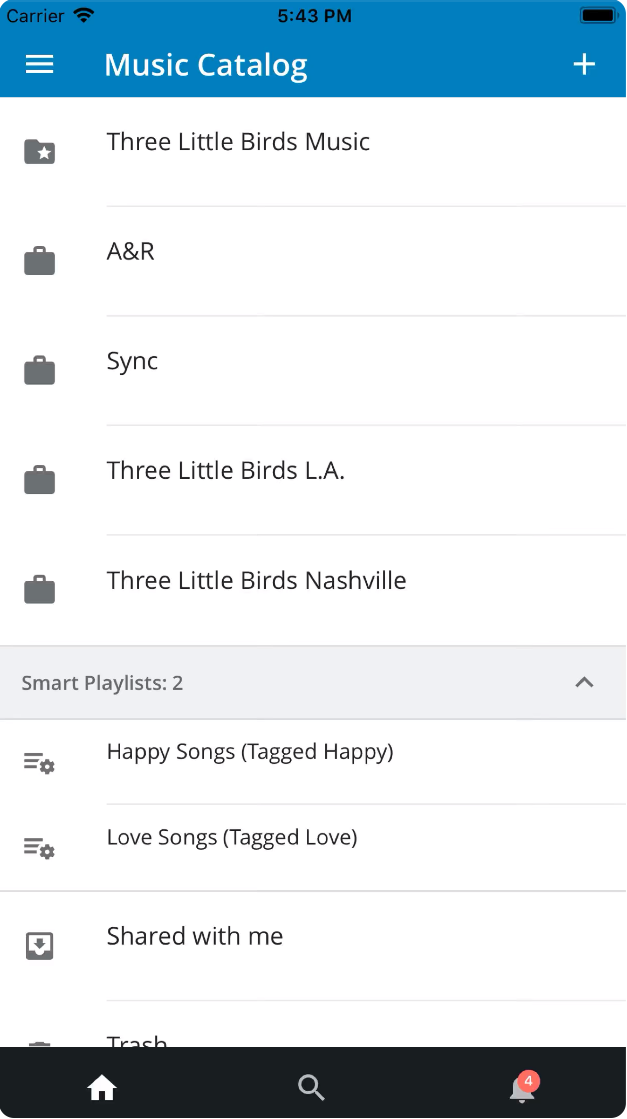 Carrier 5:43 PM
Music Catalog
Three Little Birds Music
A&R
Sync
Three Little Birds L.A.
Three Little Birds Nashville
Smart Playlists: 2
Happy Songs (Tagged Happy)
Love Songs (Tagged Love)
Shared with me
Trash
4